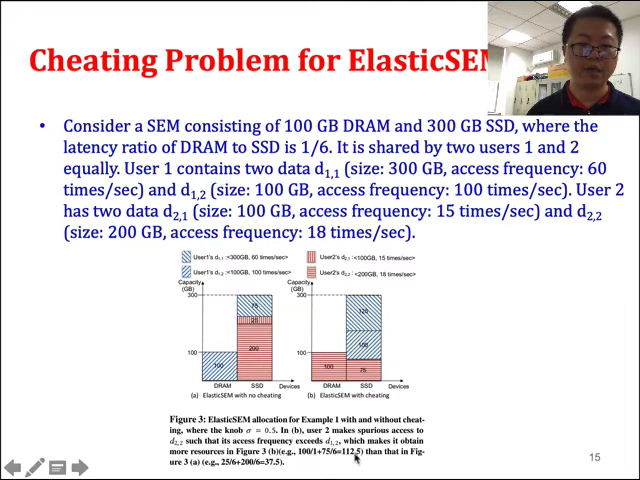 Cheating Problem for ElasticSEM
• Consider a SEM consisting of 100 GB DRAM and 300 GB SSD, where the
latency ratio of DRAM to SSD is 1/6. It is shared by two users 1 and 2
equally. User 1 contains two data d1,1 (size: 300 GB, access frequency: 60
times/sec) and d1,2 (size: 100 GB, access frequency: 100 times/sec). User 2
has two data d2,1 (size: 100 GB, access frequency: 15 times/sec) and d2,2
(size: 200 GB, access frequency: 18 times/sec).
User1's d1,1:<300GB, 60 times/sec>
User1's d1,2:<100GB, 100 times/sec>
User2's d2,1:<100GB, 15 times/sec>
User2's d2,2:<200GB, 18 times/sec>
Capacity
(GB)
300
100
75
25
200
100
DRAM
SSD
Devices
(a) ElasticSEM with no cheating
Capacity
(GB)
300
100
125
100
75
100
DRAM
SSD
Devices
(b) ElasticSEM with cheating
Figure 3: ElasticSEM allocation for Example 1 with and without cheat-
ing, where the knob σ = 0.5. In (b), user 2 makes spurious access to
d2,2 such that its access frequency exceeds d1,2, which makes it obtain
more resources in Figure 3 (b)(e.g., 100/1+75/6=112.5) than that in Fig-
ure 3 (a) (e.g., 25/6+200/6=37.5).
15